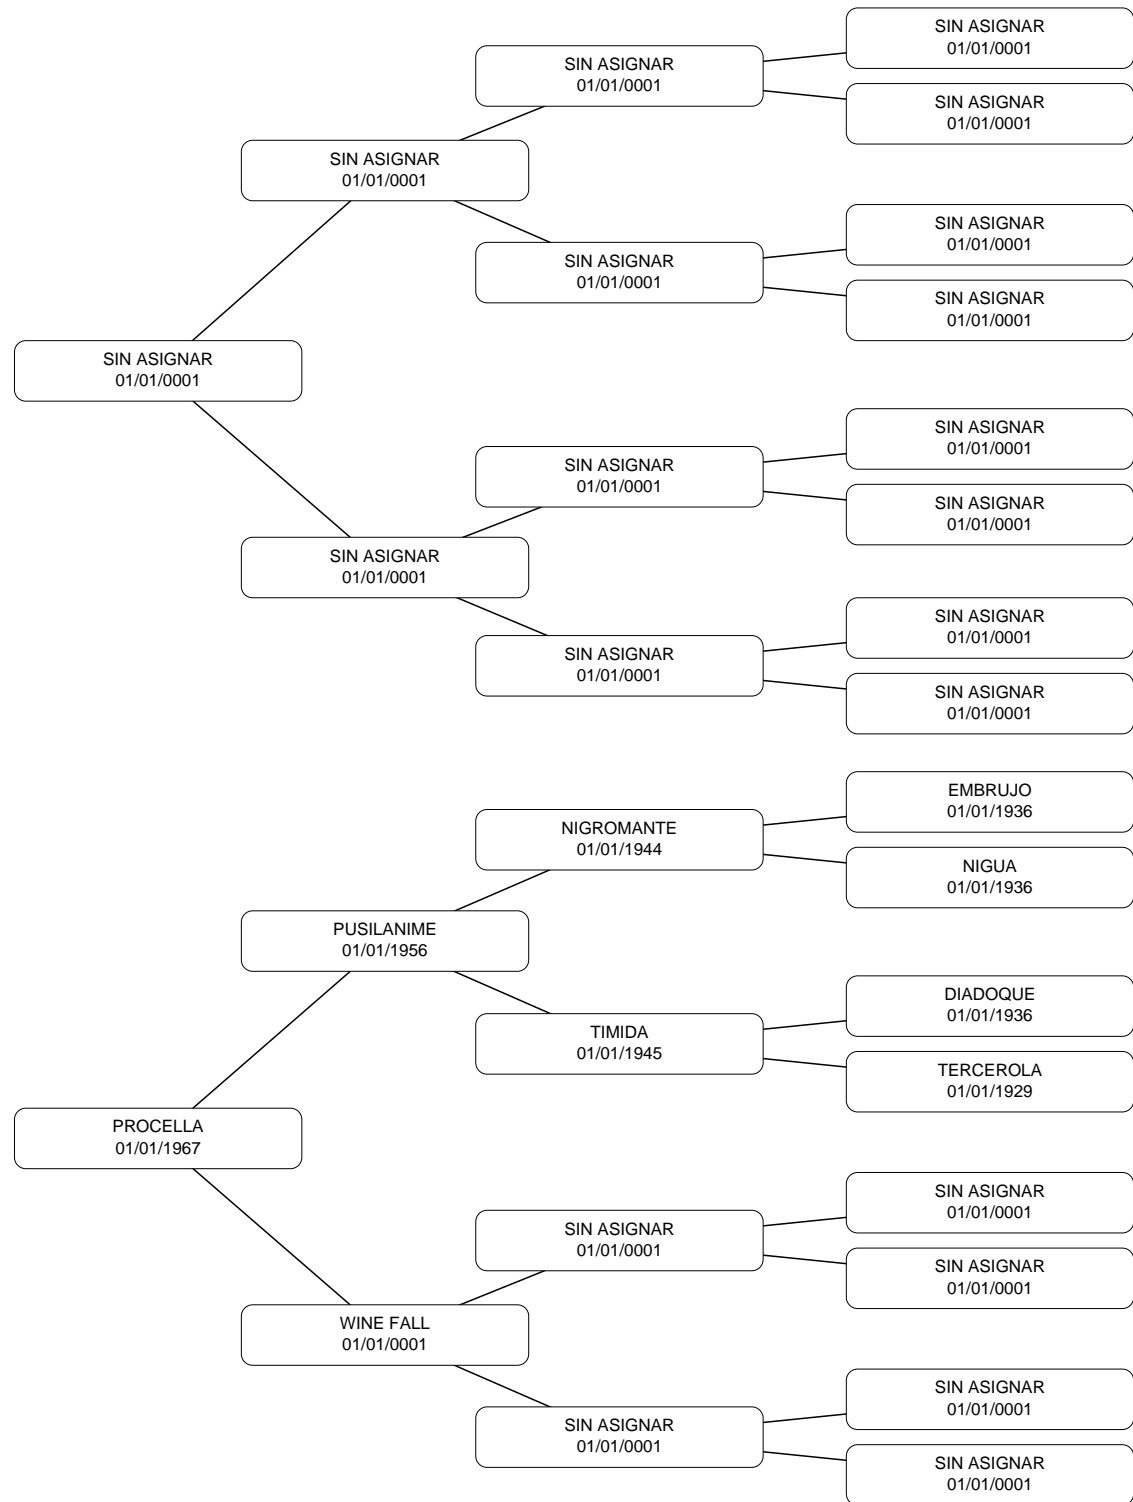 SIN ASIGNAR
01/01/0001
SIN ASIGNAR
01/01/0001
SIN ASIGNAR
01/01/0001
SIN ASIGNAR
01/01/0001
SIN ASIGNAR
01/01/0001
SIN ASIGNAR
01/01/0001
SIN ASIGNAR
01/01/0001
SIN ASIGNAR
01/01/0001
SIN ASIGNAR
01/01/0001
SIN ASIGNAR
01/01/0001
SIN ASIGNAR
01/01/0001
SIN ASIGNAR
01/01/0001
SIN ASIGNAR
01/01/0001
SIN ASIGNAR
01/01/0001
SIN ASIGNAR
01/01/0001
EMBRUJO
01/01/1936
NIGROMANTE
01/01/1944
NIGUA
01/01/1936
PUSILANIME
01/01/1956
DIADOQUE
01/01/1936
TIMIDA
01/01/1945
TERCEROLA
01/01/1929
PROCELLA
01/01/1967
SIN ASIGNAR
01/01/0001
SIN ASIGNAR
01/01/0001
SIN ASIGNAR
01/01/0001
WINE FALL
01/01/0001
SIN ASIGNAR
01/01/0001
SIN ASIGNAR
01/01/0001
SIN ASIGNAR
01/01/0001